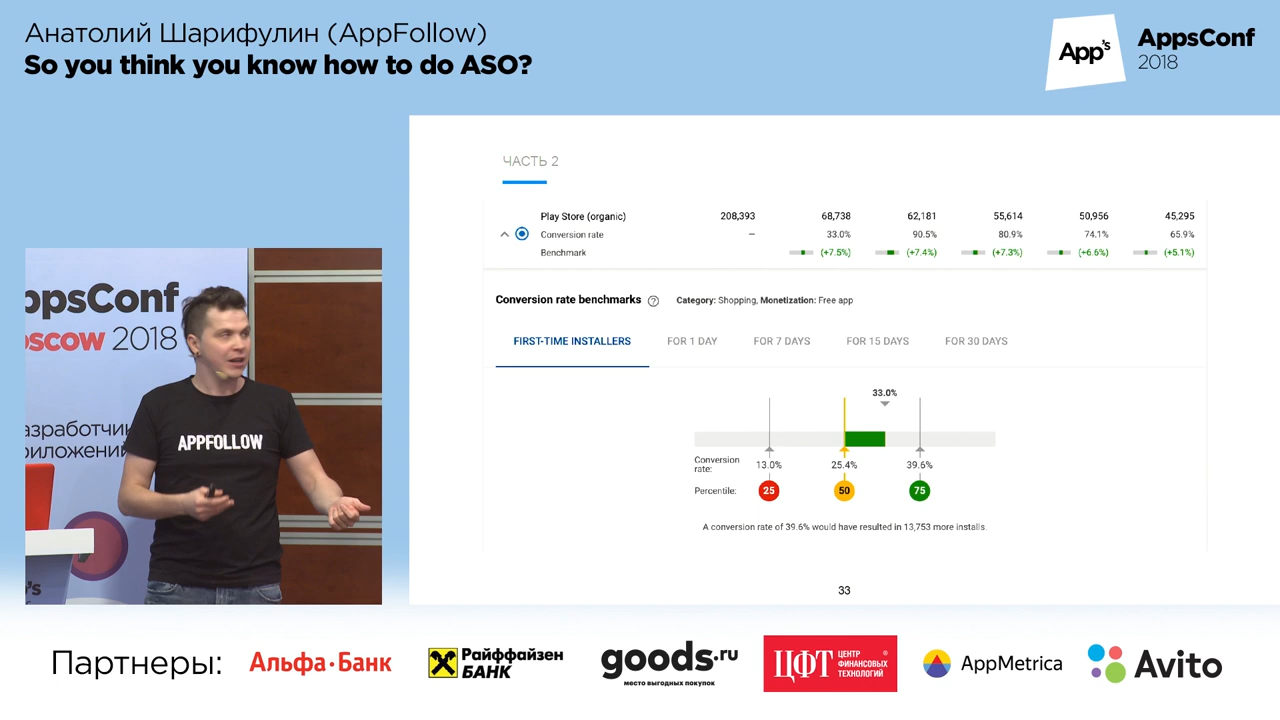 Анатолий Шарифулин (AppFollow)
So you think you know how to do ASO?
App's
AppsConf
2018
ЧАСТЬ 2
Play Store (organic) 208,393 68,738 62,181 55,614 50,956 45,295
Conversion rate – 33.0% 90.5% 80.9% 74.1% 65.9%
Benchmark (+7.5%) (+7.4%) (+7.3%) (+6.6%) (+5.1%)
Conversion rate benchmarks ? Category: Shopping, Monetization: Free app
FIRST-TIME INSTALLERS FOR 1 DAY FOR 7 DAYS FOR 15 DAYS FOR 30 DAYS
33.0%
Conversion
rate: 13.0% 25.4% 39.6%
Percentile: 25 50 75
A conversion rate of 39.6% would have resulted in 13,753 more installs.
33
ppsConf
oscow 2018
азработчик
риложений
APPFOLLOW
Партнеры:
Альфа·Банк
Райффайзен
БАНК
goods.ru
место выгодных покупок
ЦФТ
ЦЕНТР
ФИНАНСОВЫХ
ТЕХНОЛОГИЙ
®
AppMetrica
Avito